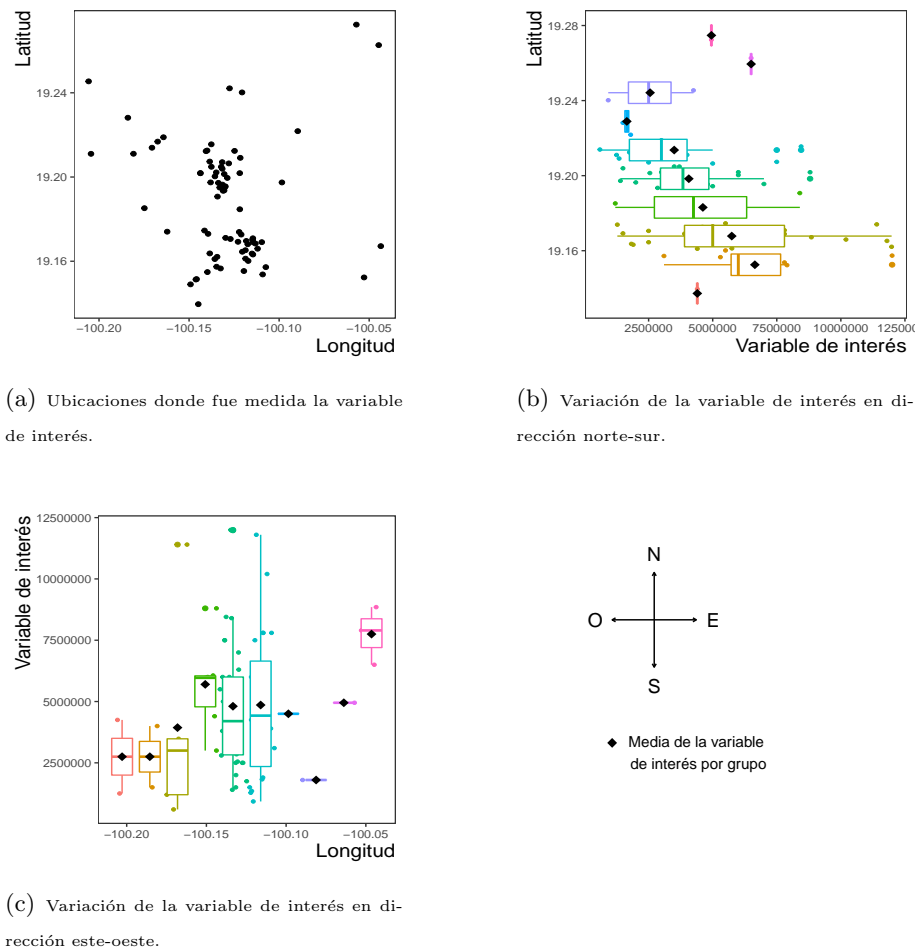 Latitud
19.24
19.20
19.16
−100.20
−100.15
−100.10
−100.05
Longitud
(a) Ubicaciones donde fue medida la variable
de interés.
Latitud
19.28
19.24
19.20
19.16
2500000
5000000
7500000
10000000
1250000
Variable de interés
(b) Variación de la variable de interés en di-
rección norte-sur.
Variable de interés
12500000
10000000
7500000
5000000
2500000
−100.20
−100.15
−100.10
−100.05
Longitud
(c) Variación de la variable de interés en di-
rección este-oeste.
N
O
E
S
Media de la variable
de interés por grupo